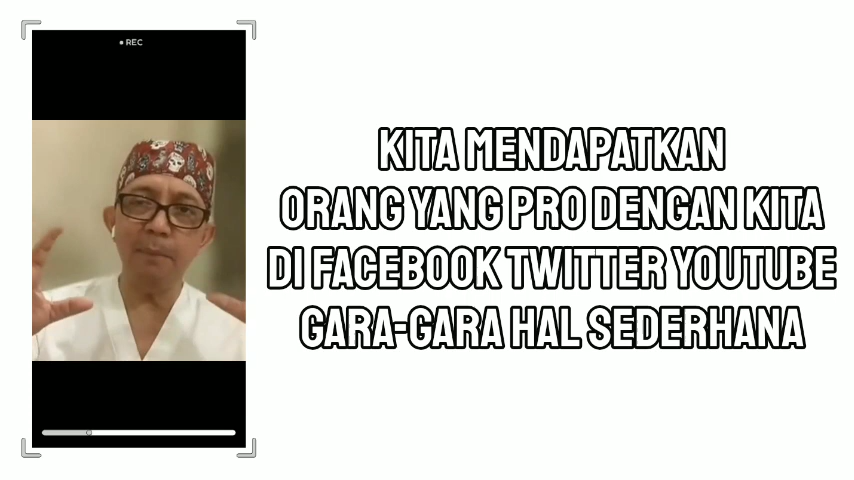 REC
KITA MENDAPATKAN
ORANG YANG PRO DENGAN KITA
DI FACEBOOK TWITTER YOUTUBE
GARA-GARA HAL SEDERHANA